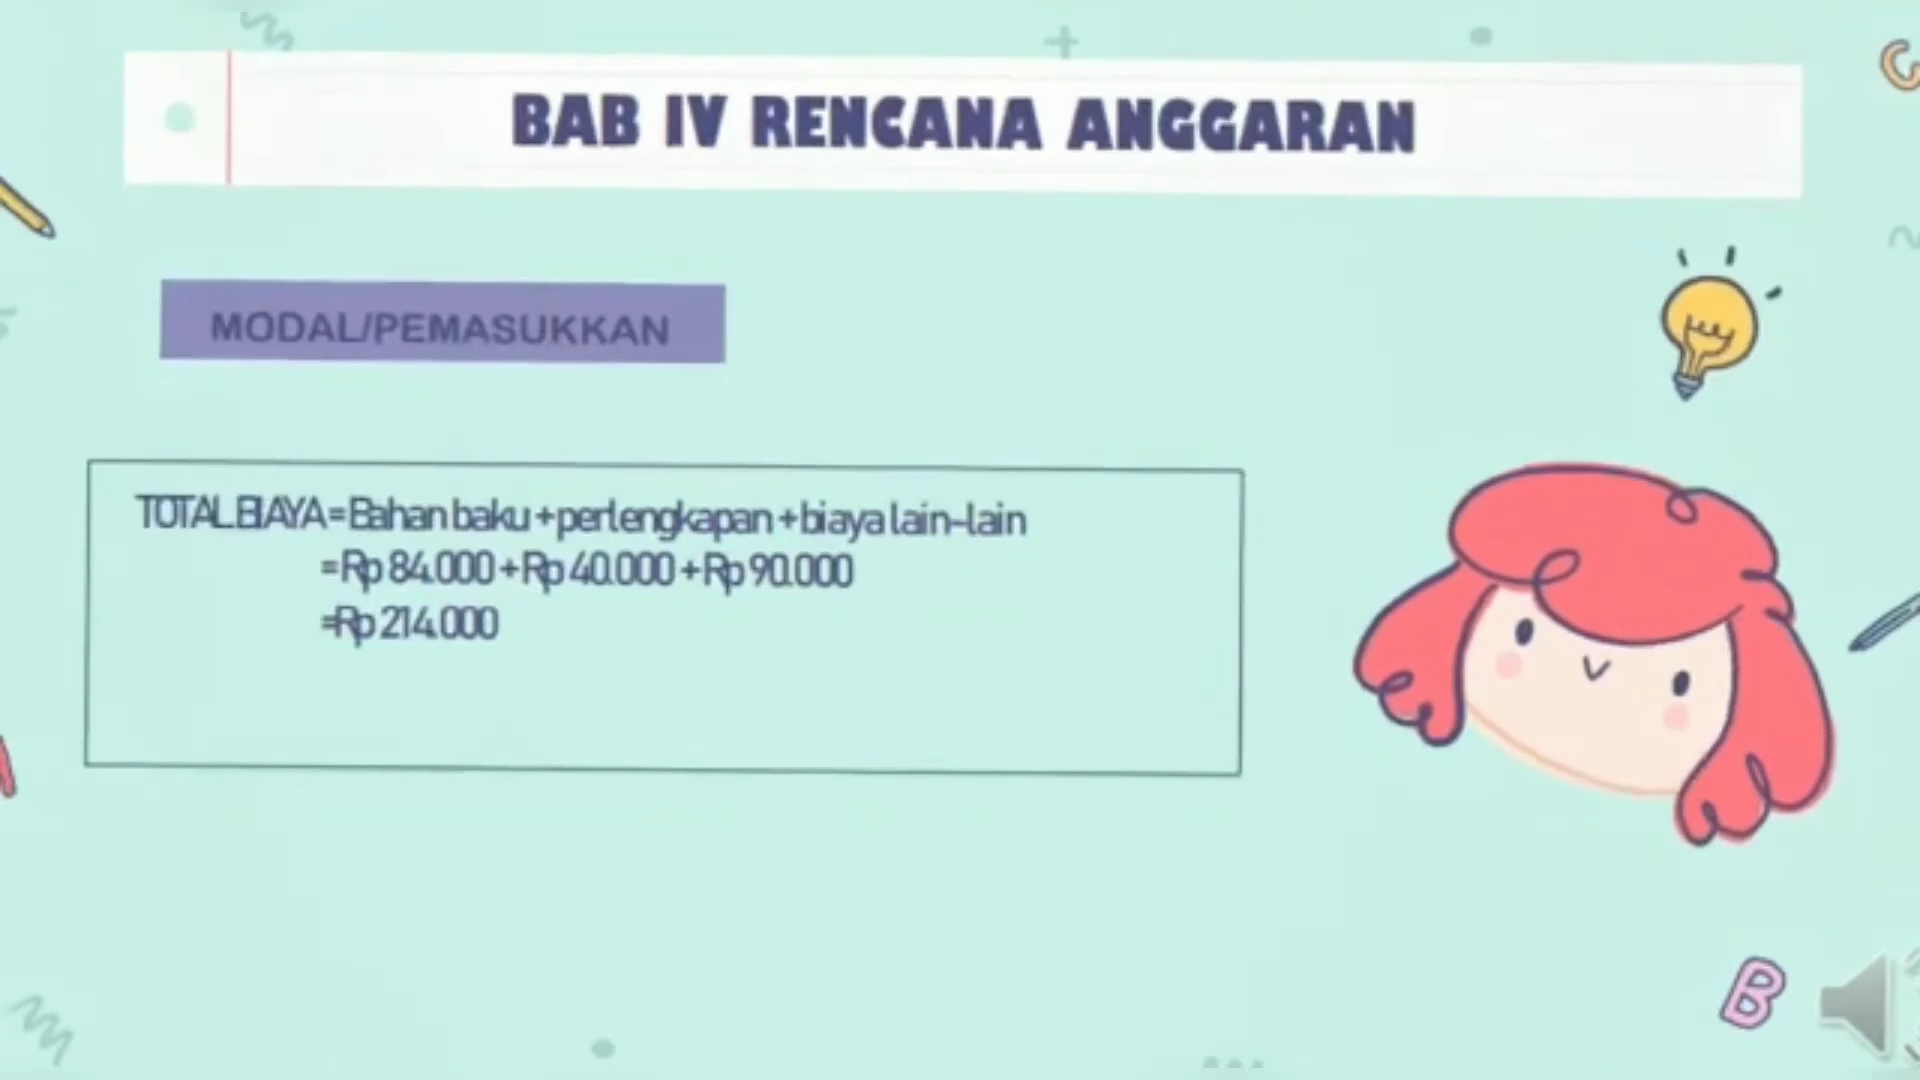 BAB IV RENCANA ANGGARAN
MODAL/PEMASUKKAN
TOTAL BIAYA = Bahan baku + perlengkapan + biaya lain-lain
= Rp 84.000 + Rp 40.000 + Rp 90.000
=Rp 214.000
B